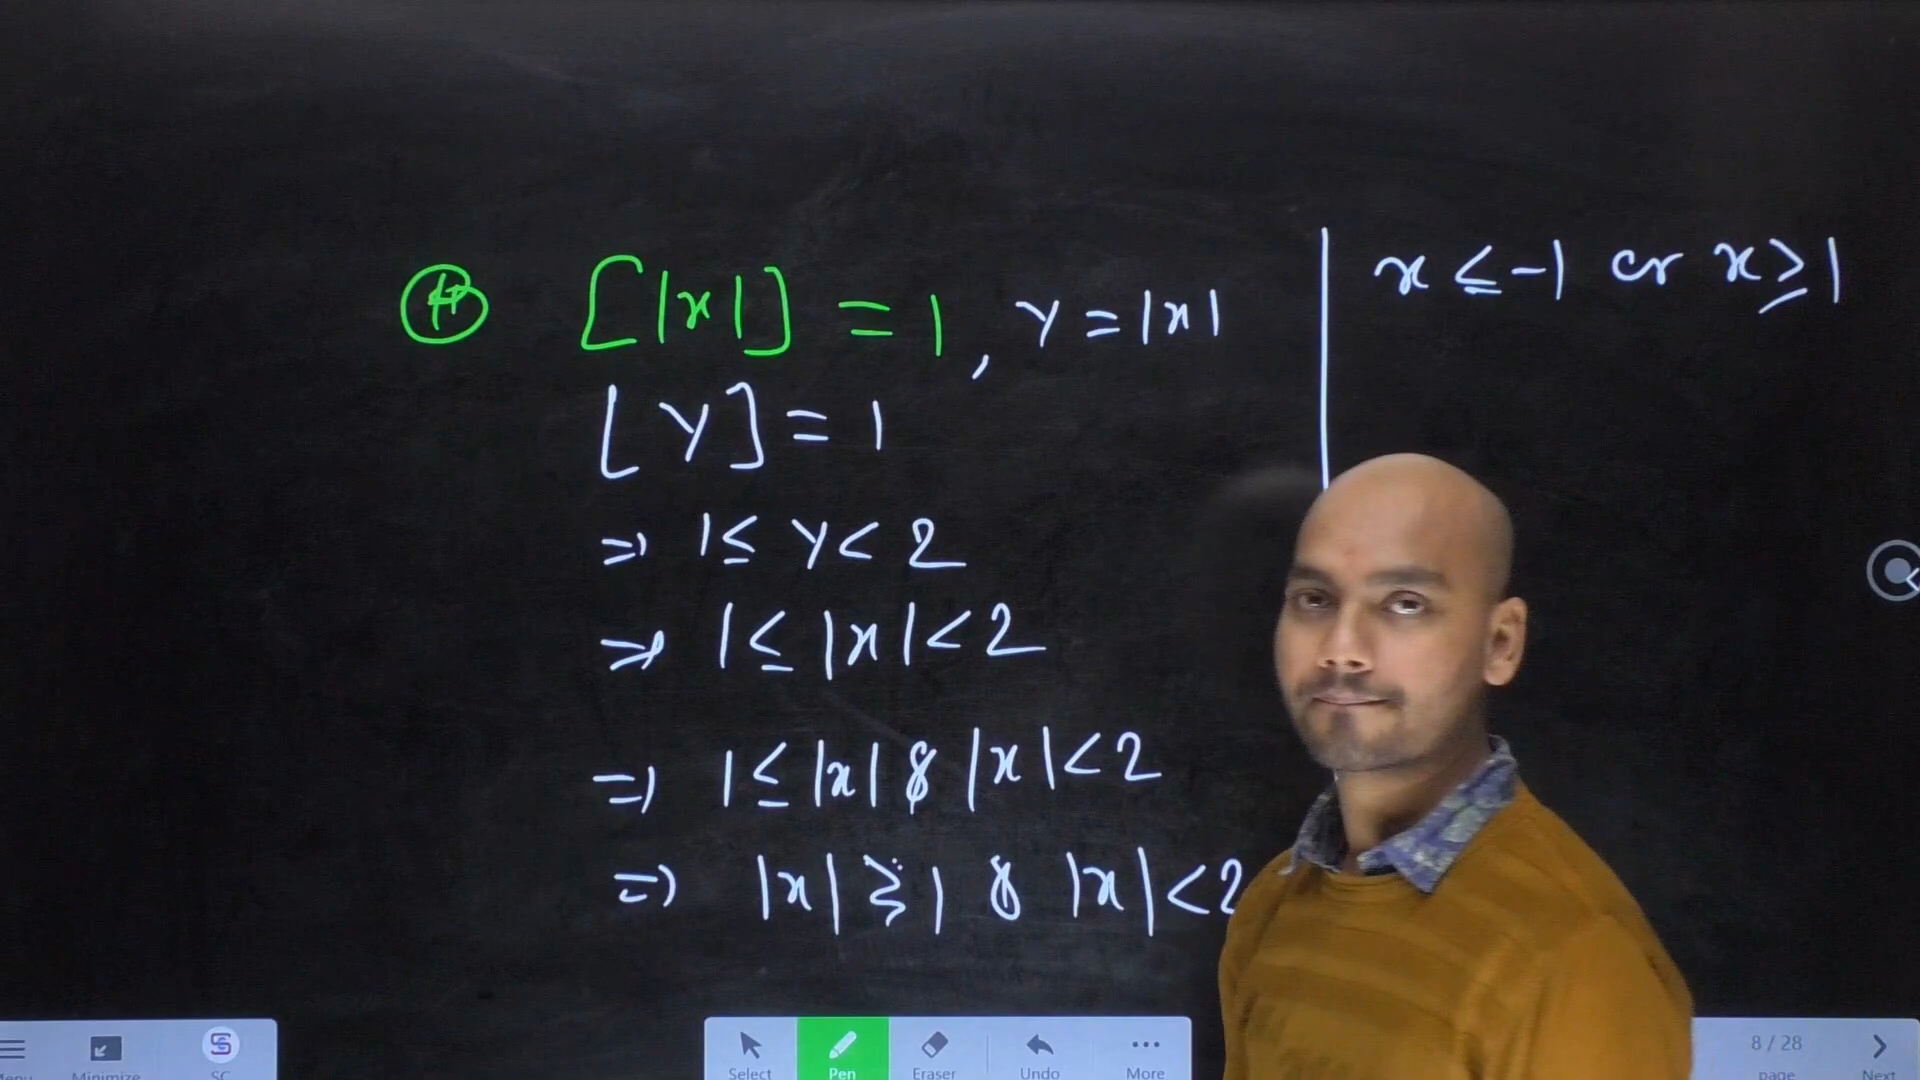 [|x|] = 1, Y = |x|
[Y] = 1
=> 1 ≤ Y < 2
=> 1 ≤ |x| < 2
=> 1 ≤ |x| & |x| < 2
=> |x| ≥ 1 & |x| < 2
x ≤ -1 or x ≥ 1
Minimize
SC
Select
Pen
Eraser
Undo
More
8 / 28
page
Next